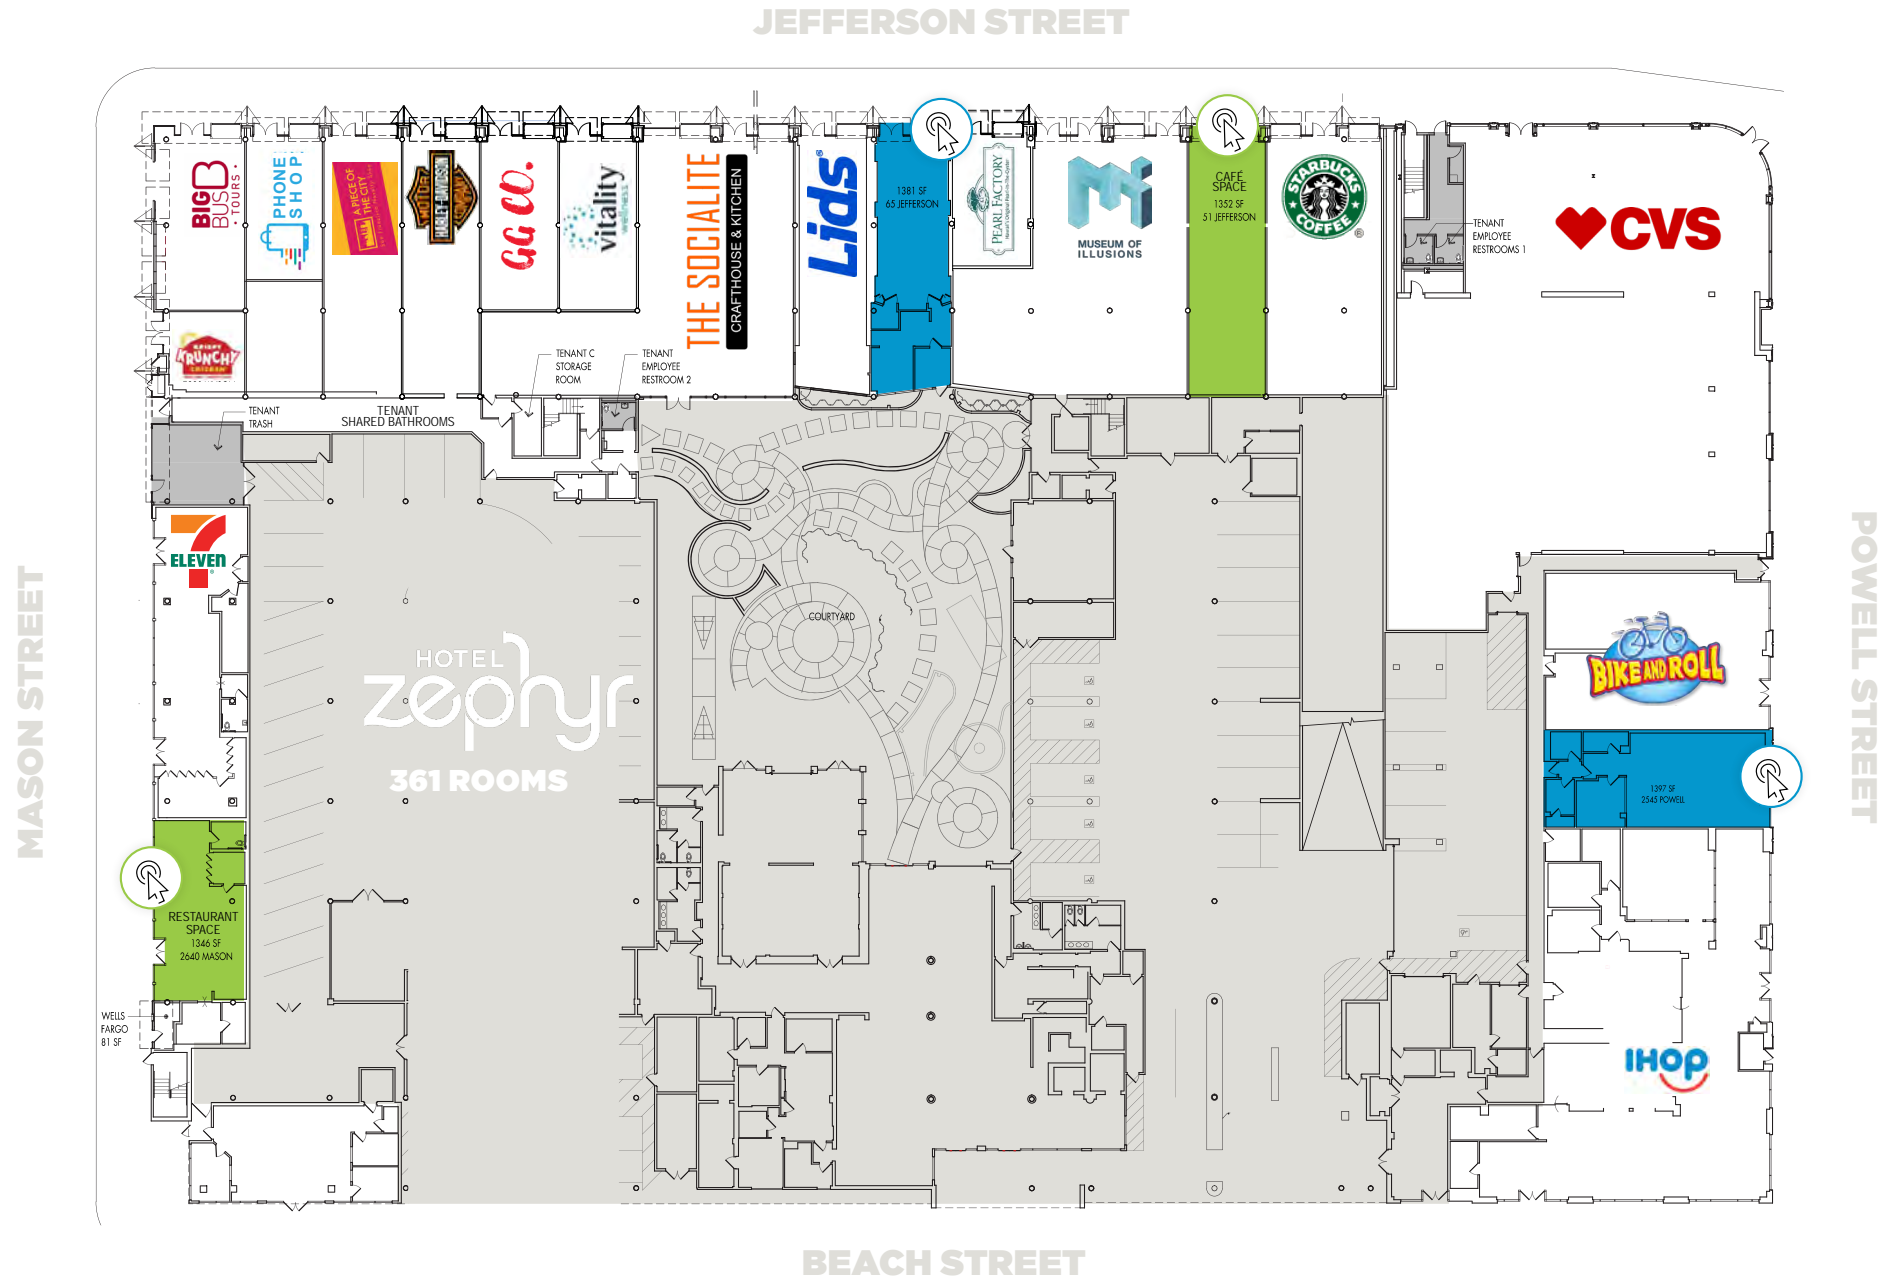 JEFFERSON STREET
BIG
BUS
TOURS
PHONE
SHOP
A PIECE OF
THE CITY
MOTOR
HARLEY-DAVIDSON
GG CO.
vitality
THE SOCIALITE
CRAFTHOUSE & KITCHEN
Lids
1381 SF
65 JEFFERSON
PEARL FACTORY
MUSEUM OF
ILLUSIONS
CAFÉ
SPACE
1352 SF
51 JEFFERSON
STARBUCKS
COFFEE
TENANT
EMPLOYEE
RESTROOMS 1
CVS
KRISPY
KRUNCHY
CHICKEN
TENANT C
STORAGE
ROOM
TENANT
EMPLOYEE
RESTROOM 2
TENANT
TRASH
TENANT
SHARED BATHROOMS
7
ELEVEN
COURTYARD
HOTEL
zephyr
361 ROOMS
MASON STREET
POWELL STREET
BIKE AND ROLL
1397 SF
2545 POWELL
RESTAURANT
SPACE
1346 SF
2640 MASON
WELLS
FARGO
81 SF
IHOP
BEACH STREET